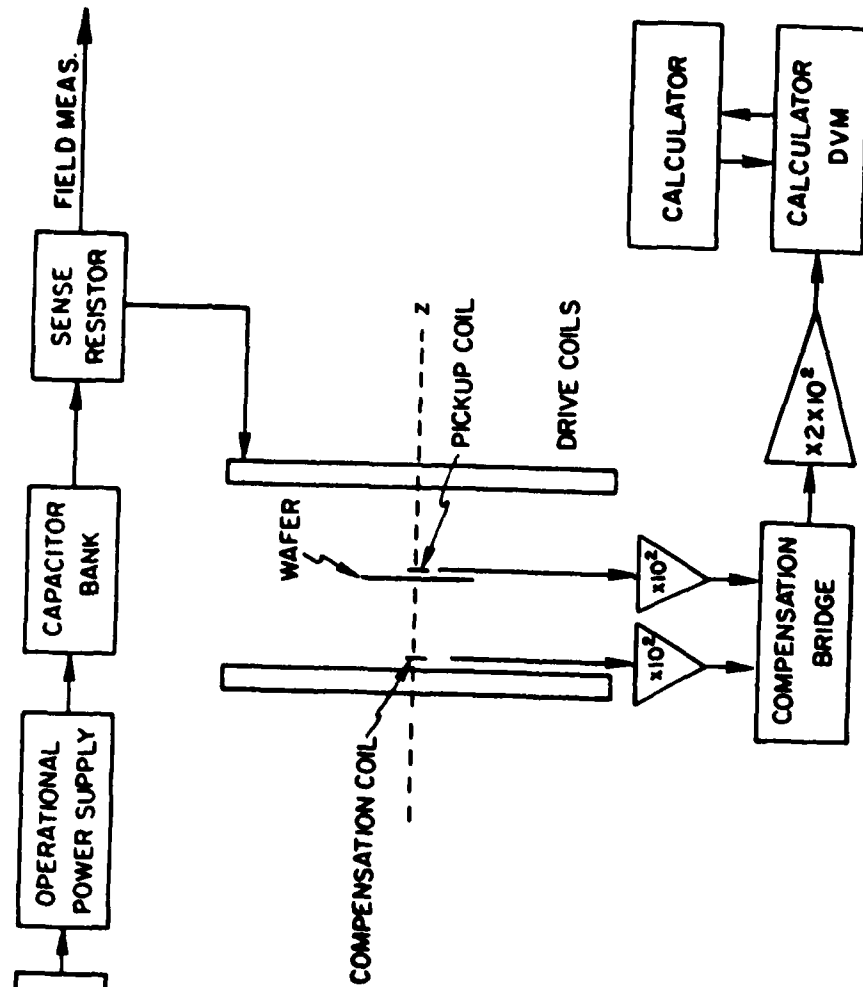 OPERATIONAL
POWER SUPPLY
CAPACITOR
BANK
SENSE
RESISTOR
FIELD MEAS.
COMPENSATION COIL
WAFER
PICKUP COIL
Z
DRIVE COILS
x10²
x10²
COMPENSATION
BRIDGE
x2x10²
CALCULATOR
CALCULATOR
DVM